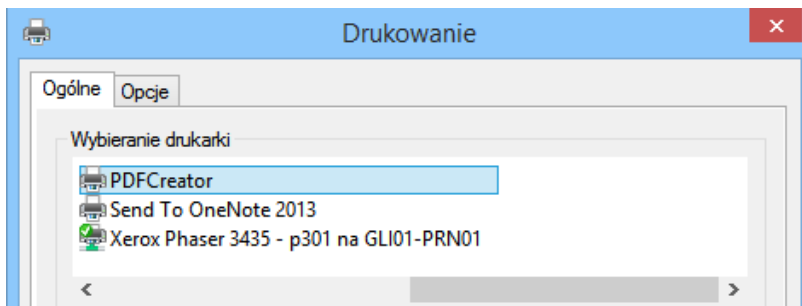 Drukowanie
Ogólne Opcje
Wybieranie drukarki
PDFCreator
Send To OneNote 2013
Xerox Phaser 3435 - p301 na GLI01-PRN01